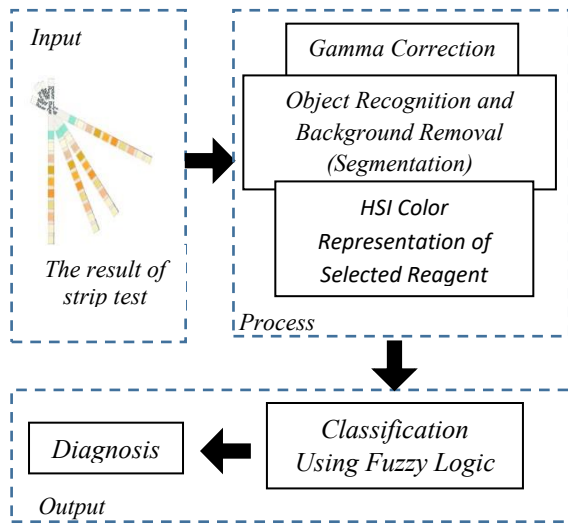 Input
The result of
strip test
Gamma Correction
Object Recognition and
Background Removal
(Segmentation)
HSI Color
Representation of
Selected Reagent
Process
Classification
Using Fuzzy Logic
Diagnosis
Output